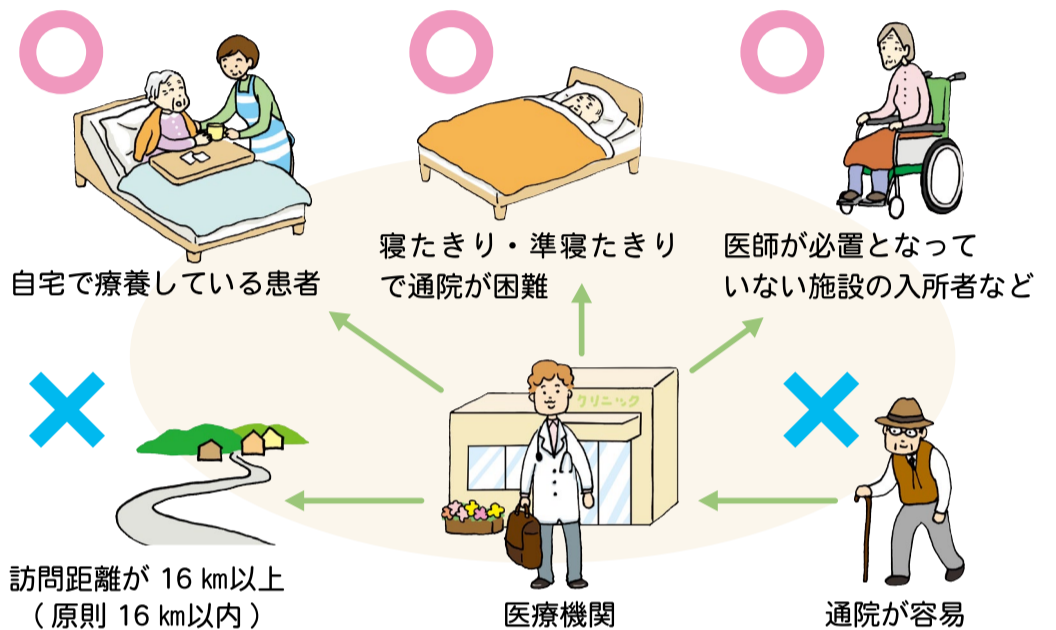 自宅で療養している患者
寝たきり・準寝たきり
で通院が困難
医師が必置となって
いない施設の入所者など
クリニック
訪問距離が 16 ㎞以上
（ 原則 16 ㎞以内 ）
医療機関
通院が容易